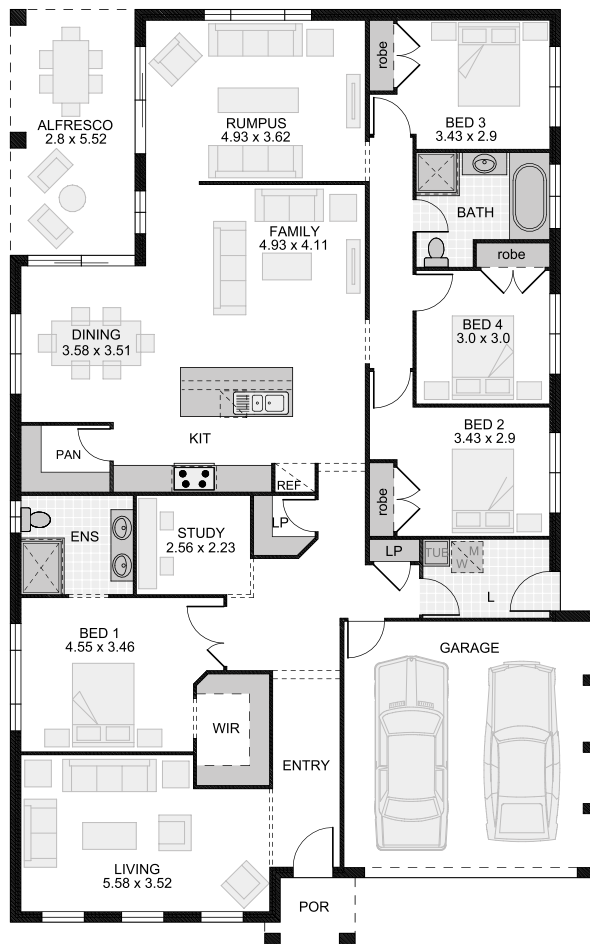 robe
RUMPUS
4.93 x 3.62
BED 3
3.43 x 2.9
ALFRESCO
2.8 x 5.52
BATH
FAMILY
4.93 x 4.11
robe
DINING
3.58 x 3.51
BED 4
3.0 x 3.0
KIT
BED 2
3.43 x 2.9
PAN
REF
robe
LP
ENS
STUDY
2.56 x 2.23
LP
TUB
W M
L
BED 1
4.55 x 3.46
GARAGE
WIR
ENTRY
LIVING
5.58 x 3.52
POR